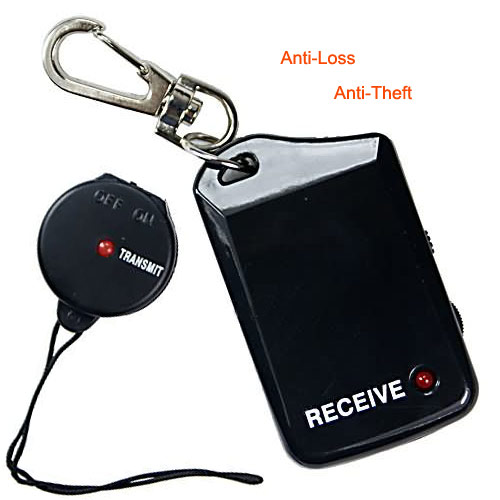 Anti-Loss
Anti-Theft
OFF ON
TRANSMIT
RECEIVE